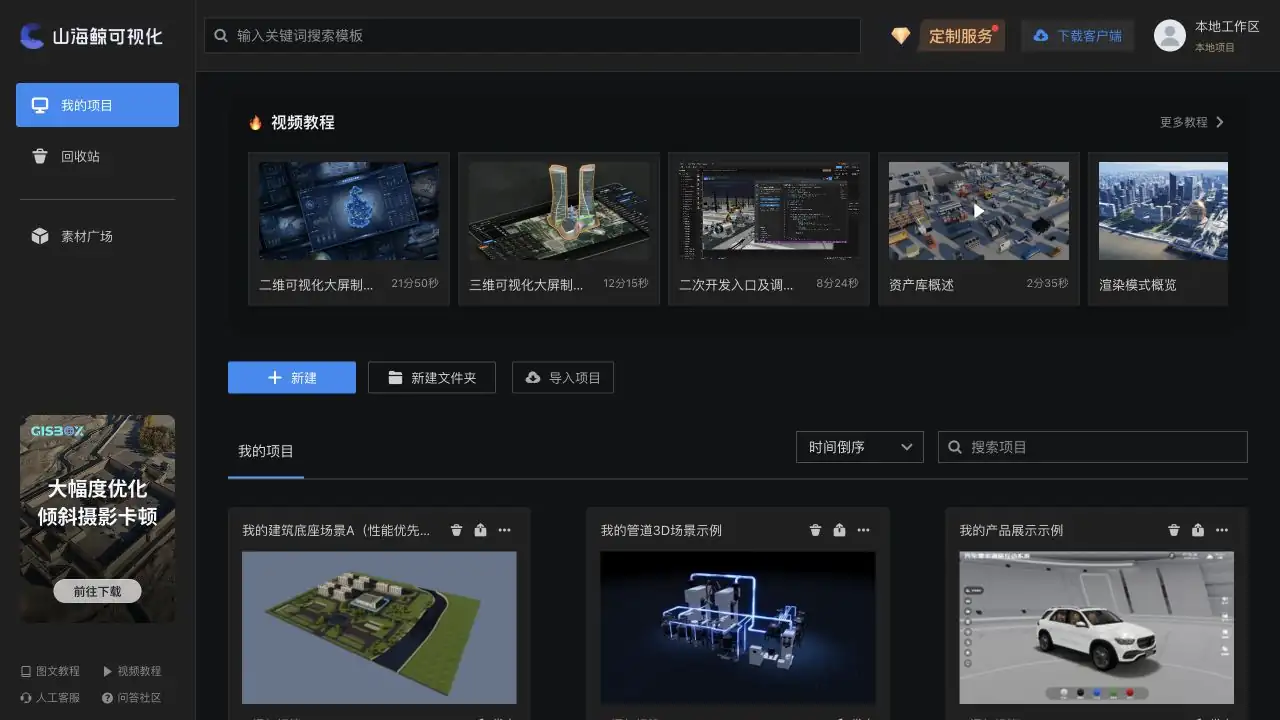 山海鲸可视化
输入关键词搜索模板
定制服务
下载客户端
本地工作区
本地项目
我的项目
回收站
素材广场
视频教程
更多教程
二维可视化大屏制... 21分50秒
三维可视化大屏制... 12分15秒
二次开发入口及调... 8分24秒
资产库概述 2分35秒
渲染模式概览
新建
新建文件夹
导入项目
我的项目
时间倒序
搜索项目
GISBOX
大幅度优化
倾斜摄影卡顿
前往下载
我的建筑底座场景A（性能优先...
我的管道3D场景示例
我的产品展示示例
图文教程
视频教程
人工客服
问答社区